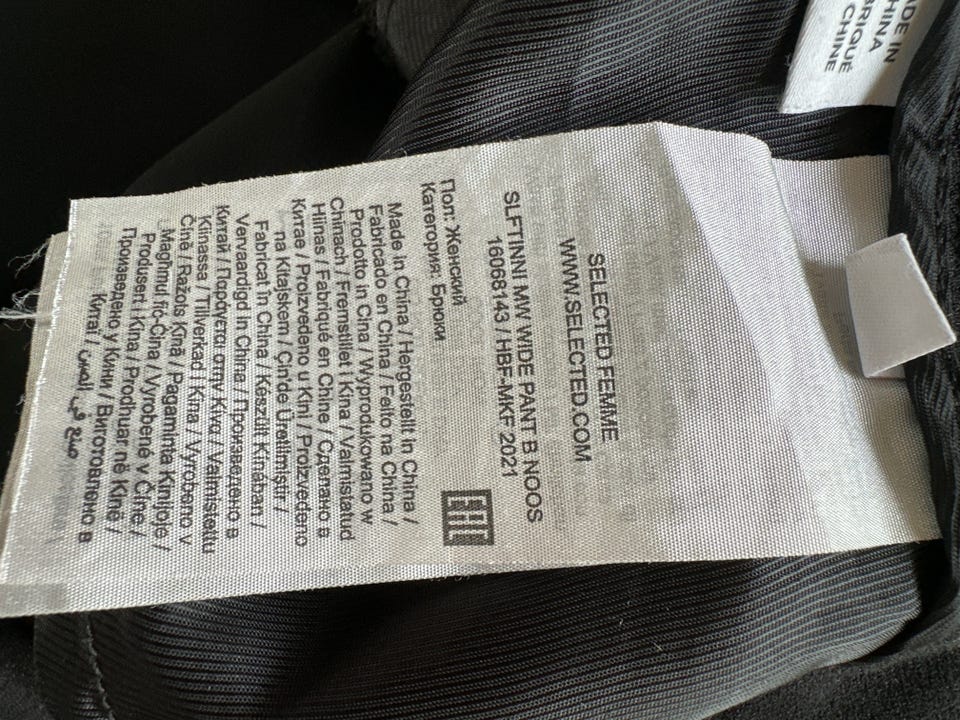 SELECTED FEMME
WWW.SELECTED.COM
SLFTINNI MW WIDE PANT B NOOS
16068143 / HBF-MKF 2021
Пол: Женский
Категория: Брюки
EAC
Made in China / Hergestellt in China /
Fabricado en China / Feito na China /
Prodotto in Cina / Wyprodukowano w
Chinach / Fremstillet i Kina / Valmistatud
Hiinas / Fabriqué en Chine / Сделано в
Китае / Proizvedeno u Kini / Proizvedeno
na Kitajskem / Çin'de Üretilmiştir /
Fabricat în China / Készült Kínában /
Vervaardigd in China / Произведено в
Китай / Παράγεται στην Κίνα / Valmistettu
Kiinassa / Tillverkad i Kina / Vyrobeno v
Číně / Ražots Ķīnā / Pagaminta Kinijoje /
Magħmul fiċ-Ċina / Vyrobené v Číne /
Produsert i Kina / Prodhuar në Kinë /
Произведено у Кини / Виготовлено в
Китаї / صنع في الصين
DE IN
HINA
BRIQUÉ
CHINE